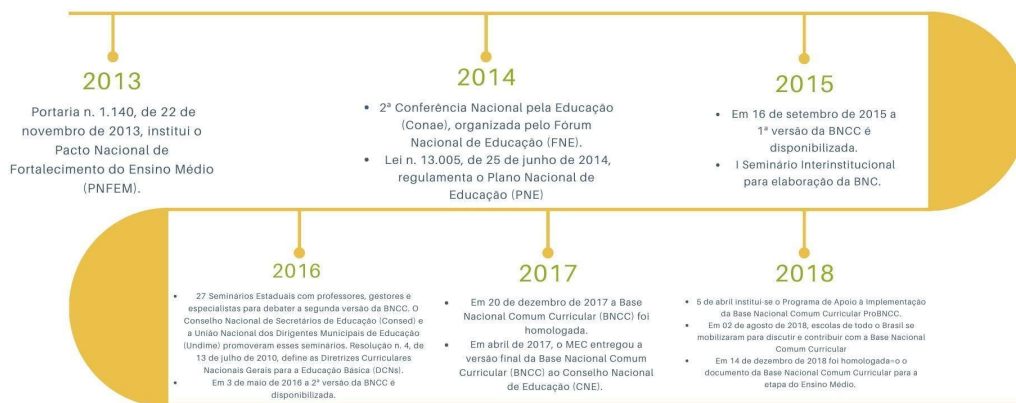 2013
Portaria n. 1.140, de 22 de
novembro de 2013, institui o
Pacto Nacional de
Fortalecimento do Ensino Médio
(PNFEM).
2014
• 2ª Conferência Nacional pela Educação
(Conae), organizada pelo Fórum
Nacional de Educação (FNE).
• Lei n. 13.005, de 25 de junho de 2014,
regulamenta o Plano Nacional de
Educação (PNE)
2015
• Em 16 de setembro de 2015 a
1ª versão da BNCC é
disponibilizada.
• I Seminário Interinstitucional
para elaboração da BNC.
2016
• 27 Seminários Estaduais com professores, gestores e
especialistas para debater a segunda versão da BNCC. O
Conselho Nacional de Secretários de Educação (Consed) e
a União Nacional dos Dirigentes Municipais de Educação
(Undime) promoveram esses seminários. Resolução n. 4, de
13 de julho de 2010, define as Diretrizes Curriculares
Nacionais Gerais para a Educação Básica (DCNs).
• Em 3 de maio de 2016 a 2ª versão da BNCC é
disponibilizada.
2017
• Em 20 de dezembro de 2017 a Base
Nacional Comum Curricular (BNCC) foi
homologada.
• Em abril de 2017, o MEC entregou a
versão final da Base Nacional Comum
Curricular (BNCC) ao Conselho Nacional
de Educação (CNE).
2018
• 5 de abril institui-se o Programa de Apoio à Implementação
da Base Nacional Comum Curricular ProBNCC.
• Em 02 de agosto de 2018, escolas de todo o Brasil se
mobilizaram para discutir e contribuir com a Base Nacional
Comum Curricular
• Em 14 de dezembro de 2018 foi homologada=o o
documento da Base Nacional Comum Curricular para a
etapa do Ensino Médio.